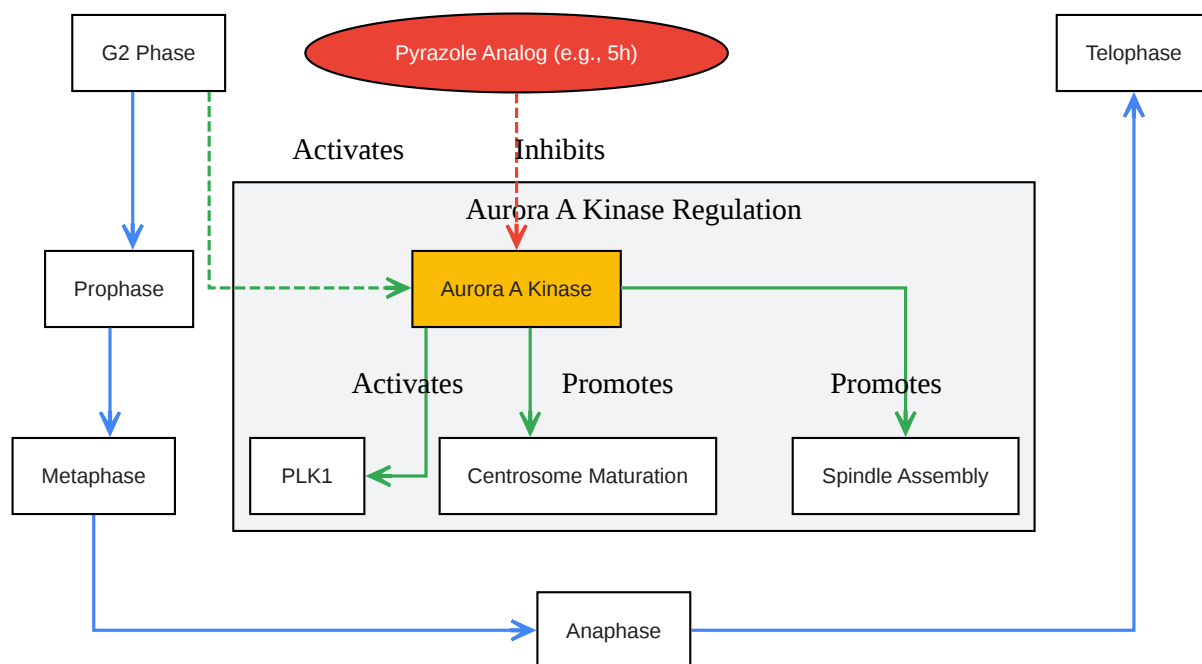 G2 Phase
Pyrazole Analog (e.g., 5h)
Telophase
Activates
Inhibits
Aurora A Kinase Regulation
Prophase
Aurora A Kinase
Activates
Promotes
Promotes
Metaphase
PLK1
Centrosome Maturation
Spindle Assembly
Anaphase